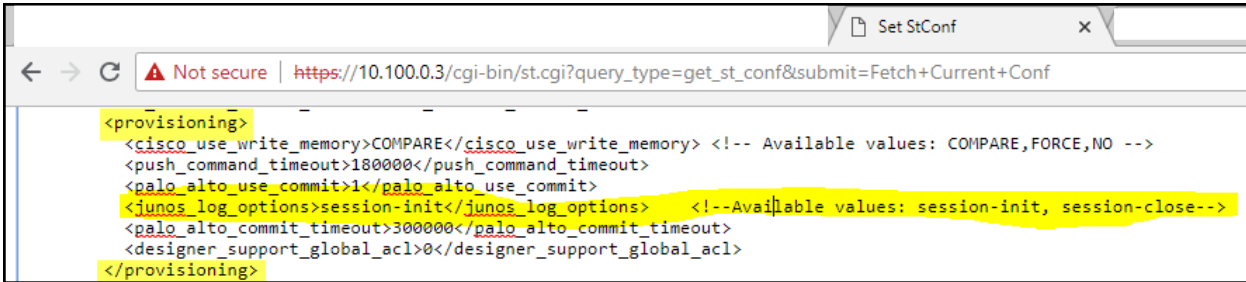 Set StConf
Not secure | https://10.100.0.3/cgi-bin/st.cgi?query_type=get_st_conf&submit=Fetch+Current+Conf
<provisioning>
<cisco_use_write_memory>COMPARE</cisco_use_write_memory> <!-- Available values: COMPARE,FORCE,NO -->
<push_command_timeout>180000</push_command_timeout>
<palo_alto_use_commit>1</palo_alto_use_commit>
<junos_log_options>session-init</junos_log_options> <!--Available values: session-init, session-close-->
<palo_alto_commit_timeout>300000</palo_alto_commit_timeout>
<designer_support_global_acl>0</designer_support_global_acl>
</provisioning>